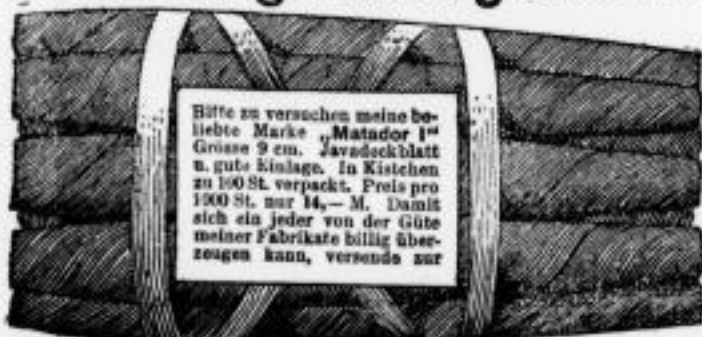 Bitte zu versuchen meine be-
liebte Marke „Matador I“
Grösse 9 cm. Javadeckblatt
u. gute Einlage. In Kistchen
zu 100 St. verpackt. Preis pro
1000 St. nur 14,— M. Damit
sich ein jeder von der Güte
meiner Fabrikate billig über-
zeugen kann, versende zur